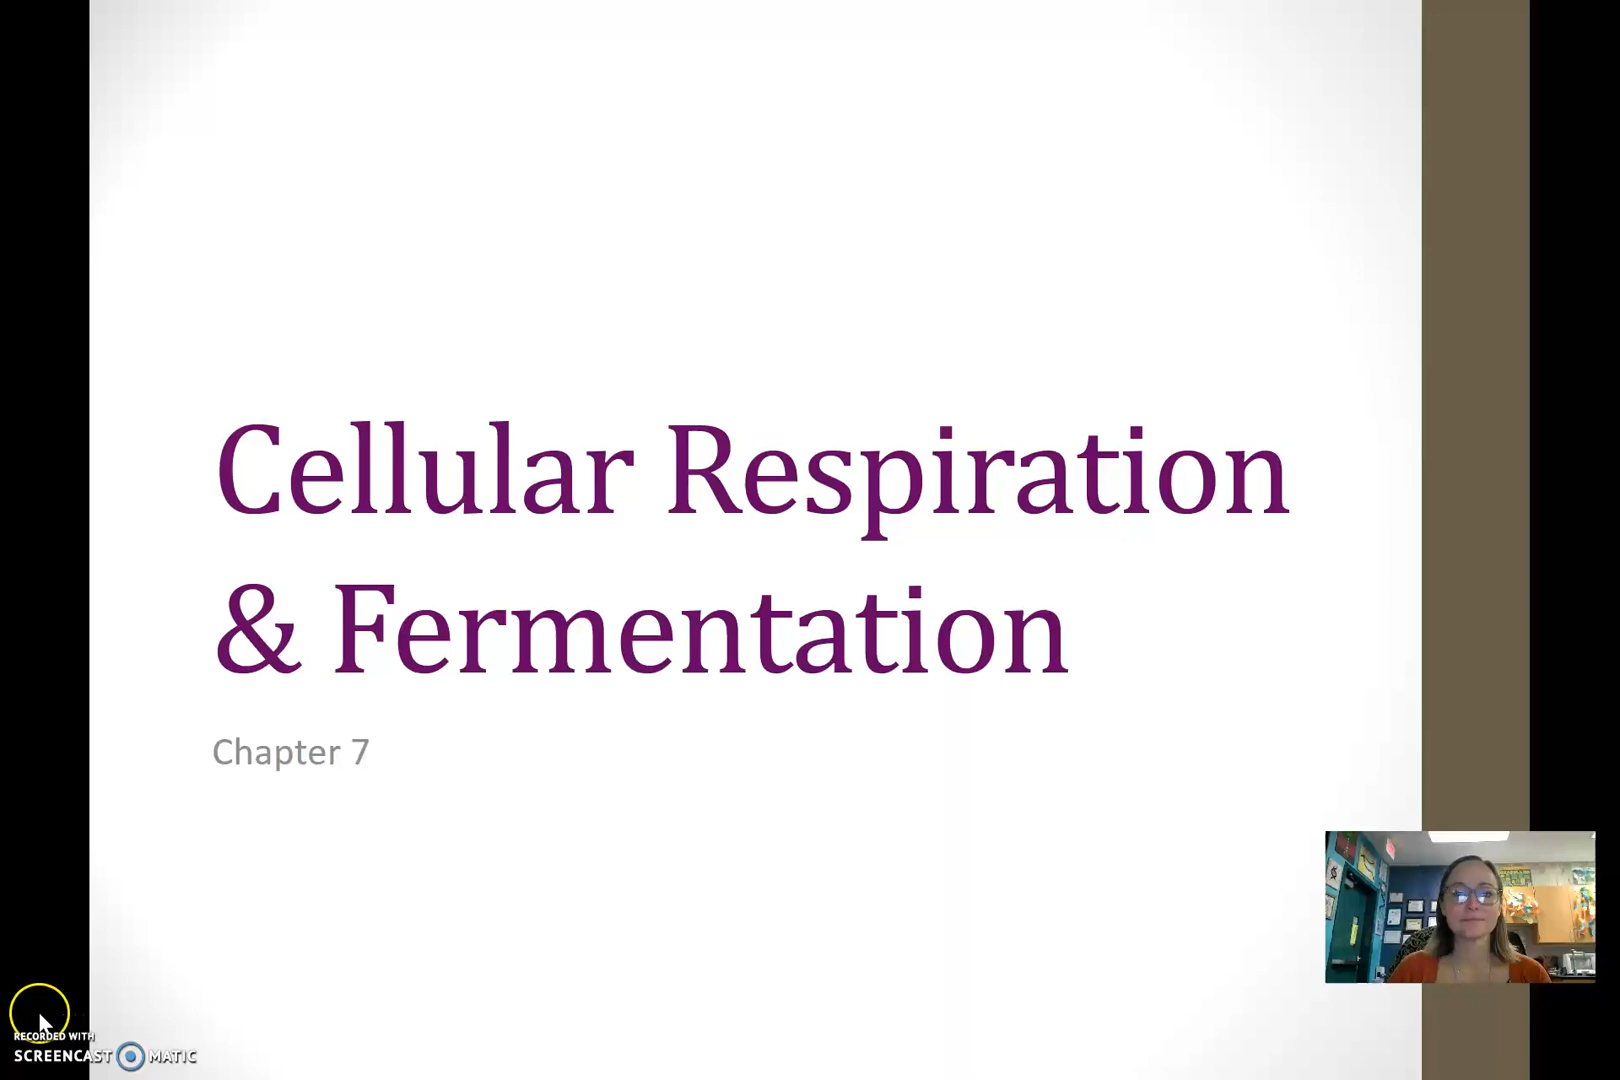 Cellular Respiration
& Fermentation
Chapter 7
RECORDED WITH
SCREENCAST MATIC